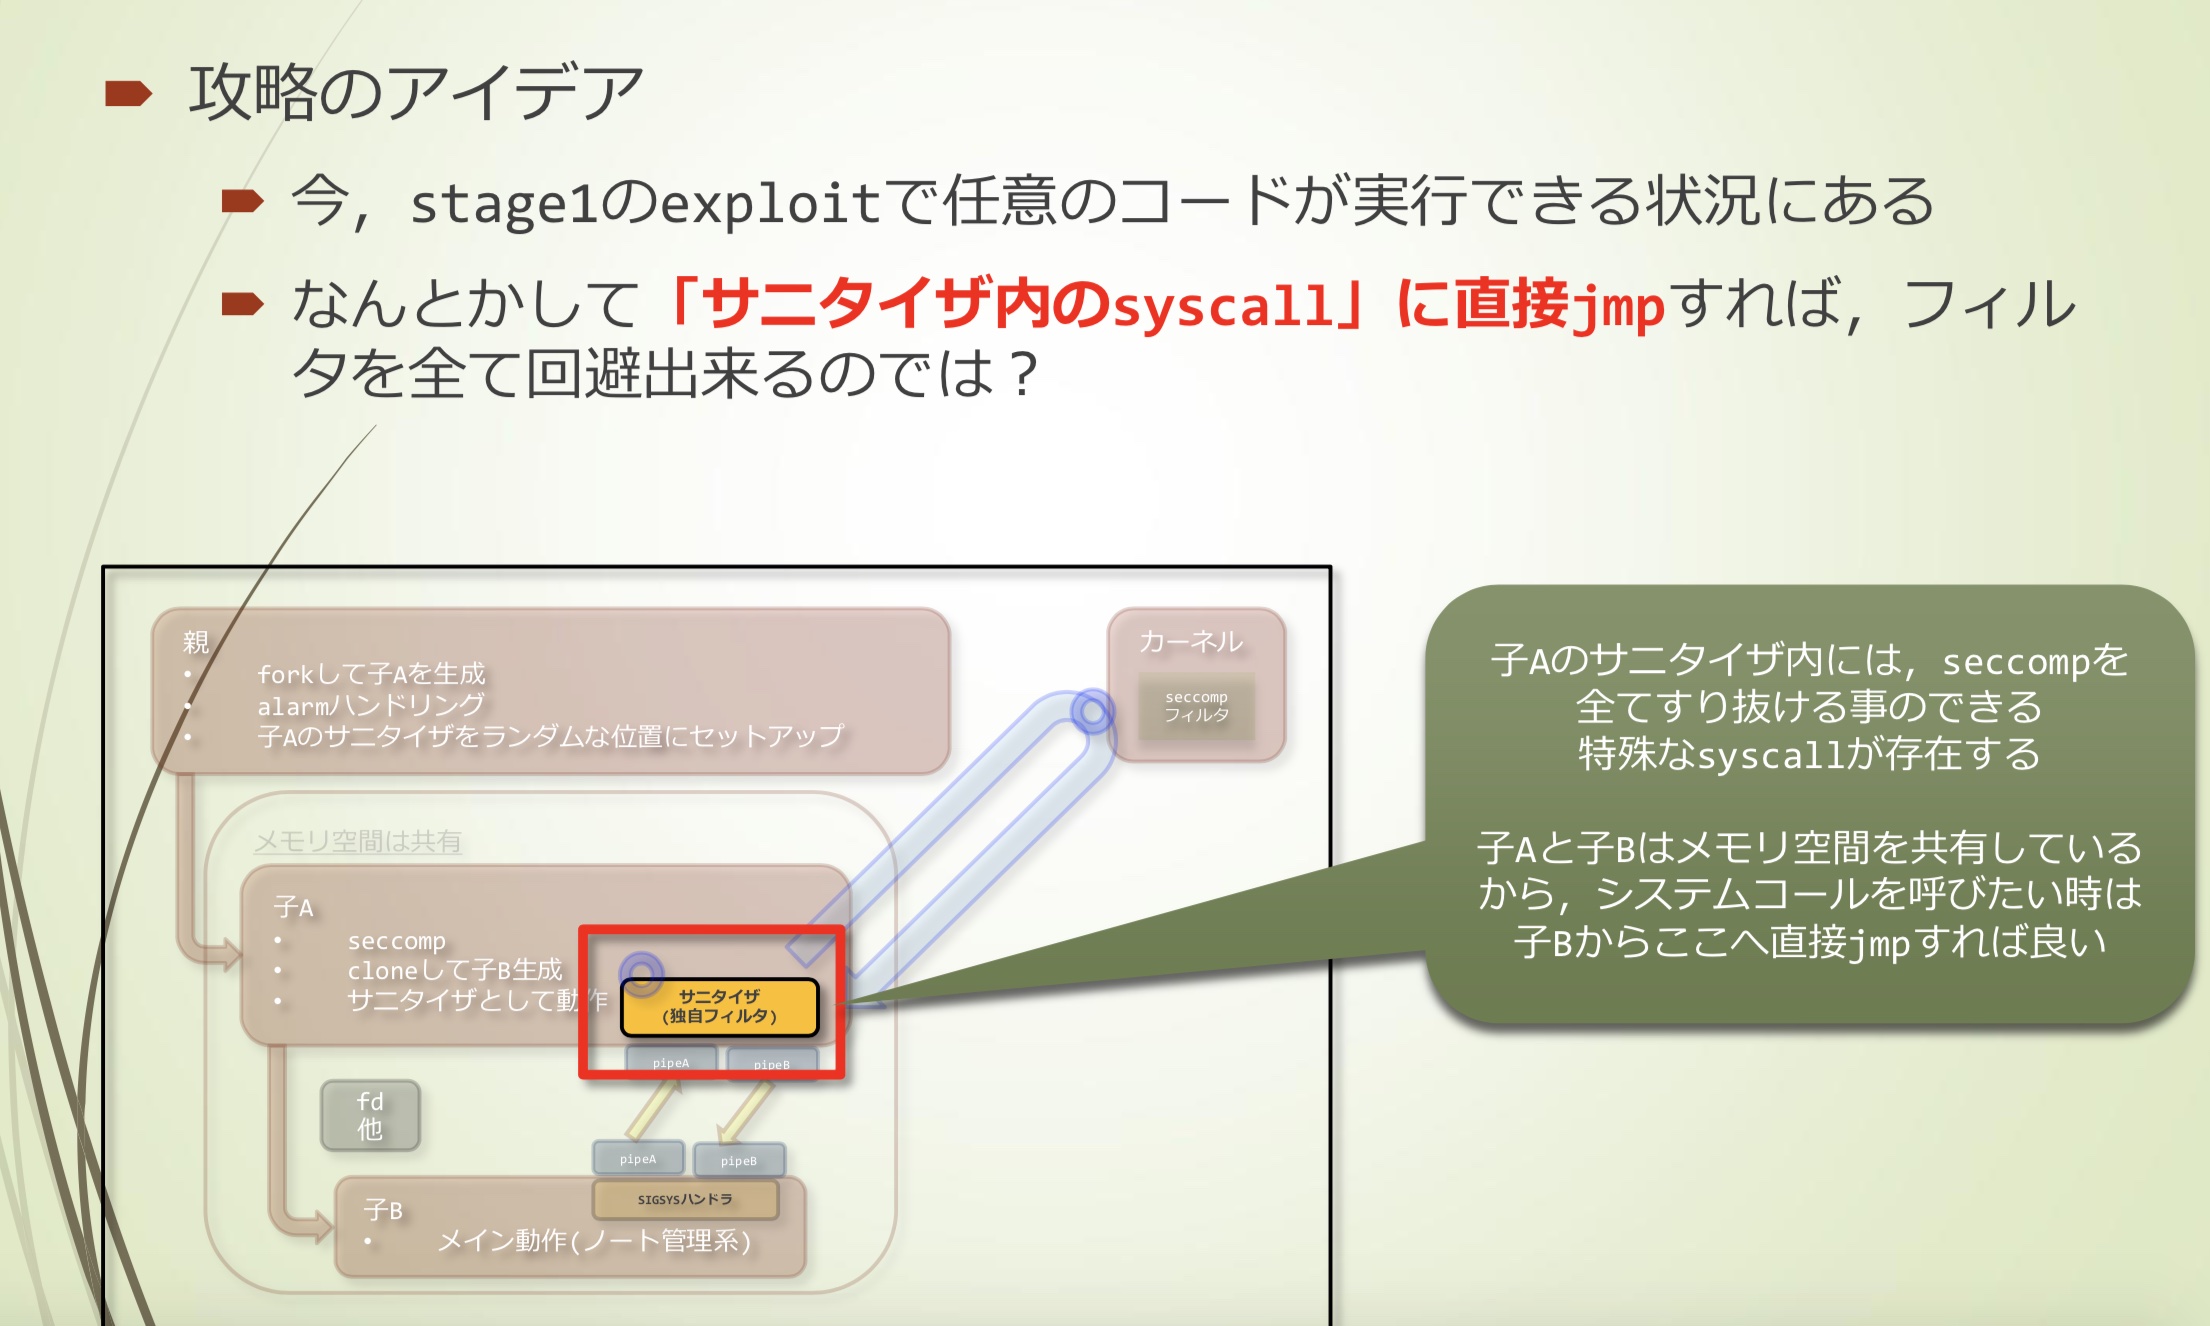 攻略のアイデア
今, stage1のexploitで任意のコードが実行できる状況にある
なんとかして「サニタイザ内のsyscall」に直接jmpすれば, フィル
タを全て回避出来るのでは？
親
• forkして子Aを生成
• alarmハンドリング
• 子Aのサニタイザをランダムな位置にセットアップ
カーネル
seccomp
フィルタ
メモリ空間は共有
子A
• seccomp
• cloneして子B生成
• サニタイザとして動作
サニタイザ
(独自フィルタ)
pipeA
pipeB
fd
他
pipeA
pipeB
SIGSYSハンドラ
子B
• メイン動作(ノート管理系)
子Aのサニタイザ内には, seccompを
全てすり抜ける事のできる
特殊なsyscallが存在する
子Aと子Bはメモリ空間を共有している
から, システムコールを呼びたい時は
子Bからここへ直接jmpすれば良い